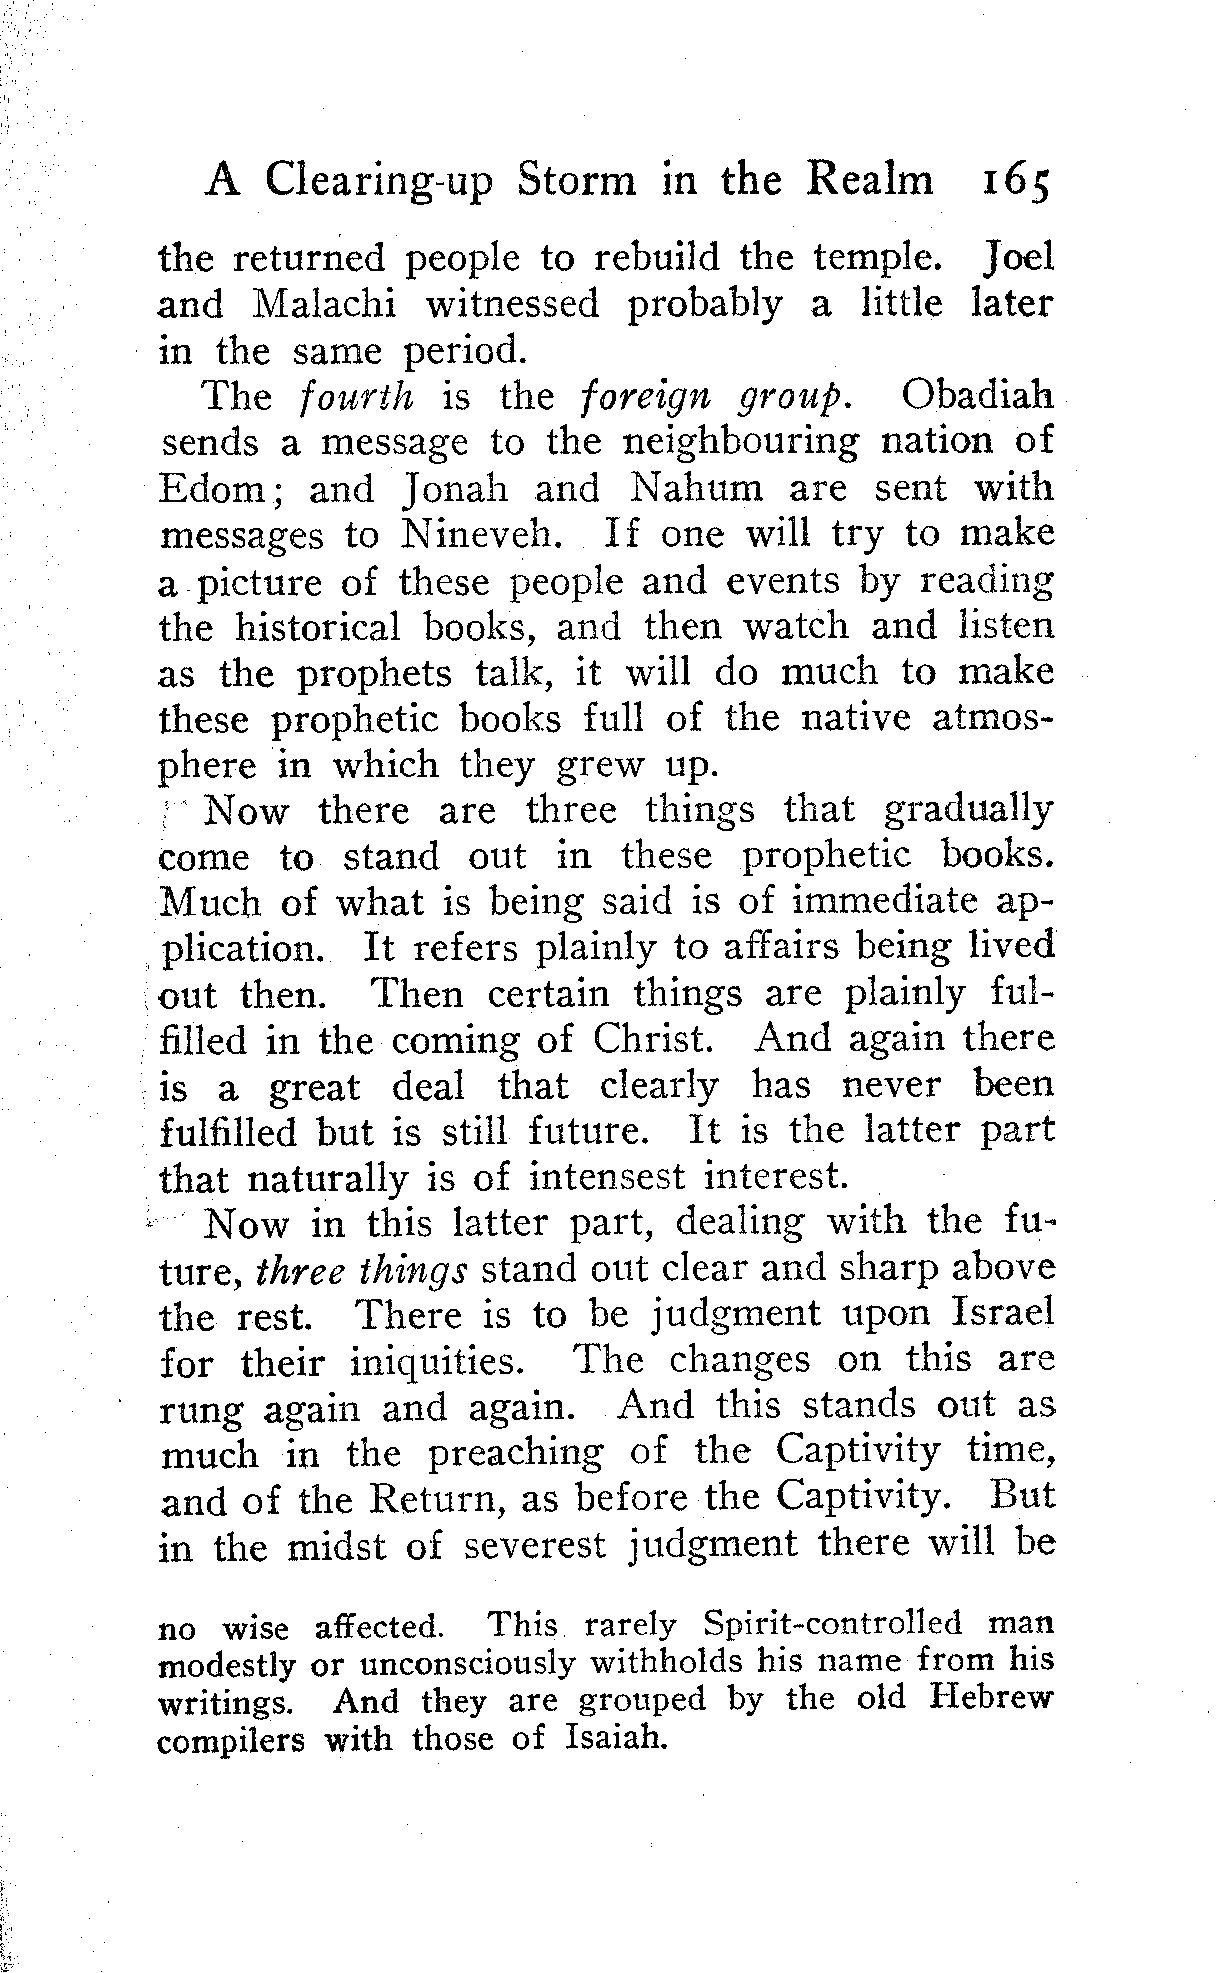 A Clearing-up Storm in the Realm 165
the returned people to rebuild the temple. Joel
and Malachi witnessed probably a little later
in the same period.
The fourth is the foreign group. Obadiah
sends a message to the neighbouring nation of
Edom; and Jonah and Nahum are sent with
messages to Nineveh. If one will try to make
a picture of these people and events by reading
the historical books, and then watch and listen
as the prophets talk, it will do much to make
these prophetic books full of the native atmos-
phere in which they grew up.
Now there are three things that gradually
come to stand out in these prophetic books.
Much of what is being said is of immediate ap-
plication. It refers plainly to affairs being lived
out then. Then certain things are plainly ful-
filled in the coming of Christ. And again there
is a great deal that clearly has never been
fulfilled but is still future. It is the latter part
that naturally is of intensest interest.
Now in this latter part, dealing with the fu-
ture, three things stand out clear and sharp above
the rest. There is to be judgment upon Israel
for their iniquities. The changes on this are
rung again and again. And this stands out as
much in the preaching of the Captivity time,
and of the Return, as before the Captivity. But
in the midst of severest judgment there will be
no wise affected. This rarely Spirit-controlled man
modestly or unconsciously withholds his name from his
writings. And they are grouped by the old Hebrew
compilers with those of Isaiah.